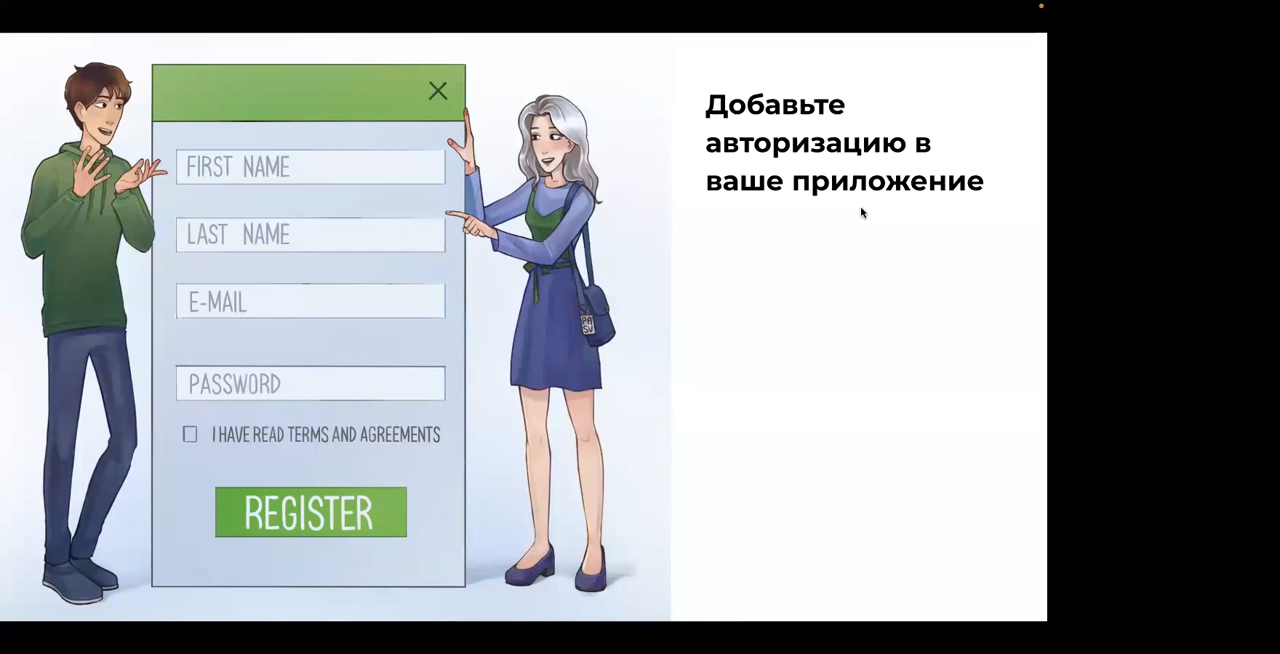 Добавьте
авторизацию в
ваше приложение
FIRST NAME
LAST NAME
E-MAIL
PASSWORD
I HAVE READ TERMS AND AGREEMENTS
REGISTER